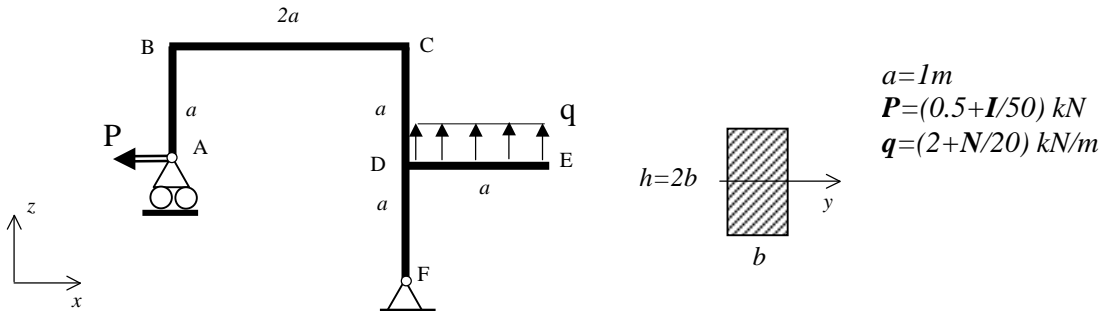 2a
B
C
a
a
P
q
A
D
E
a
a
z
F
x
h=2b
y
b
a=1m
P=(0.5+I/50) kN
q=(2+N/20) kN/m